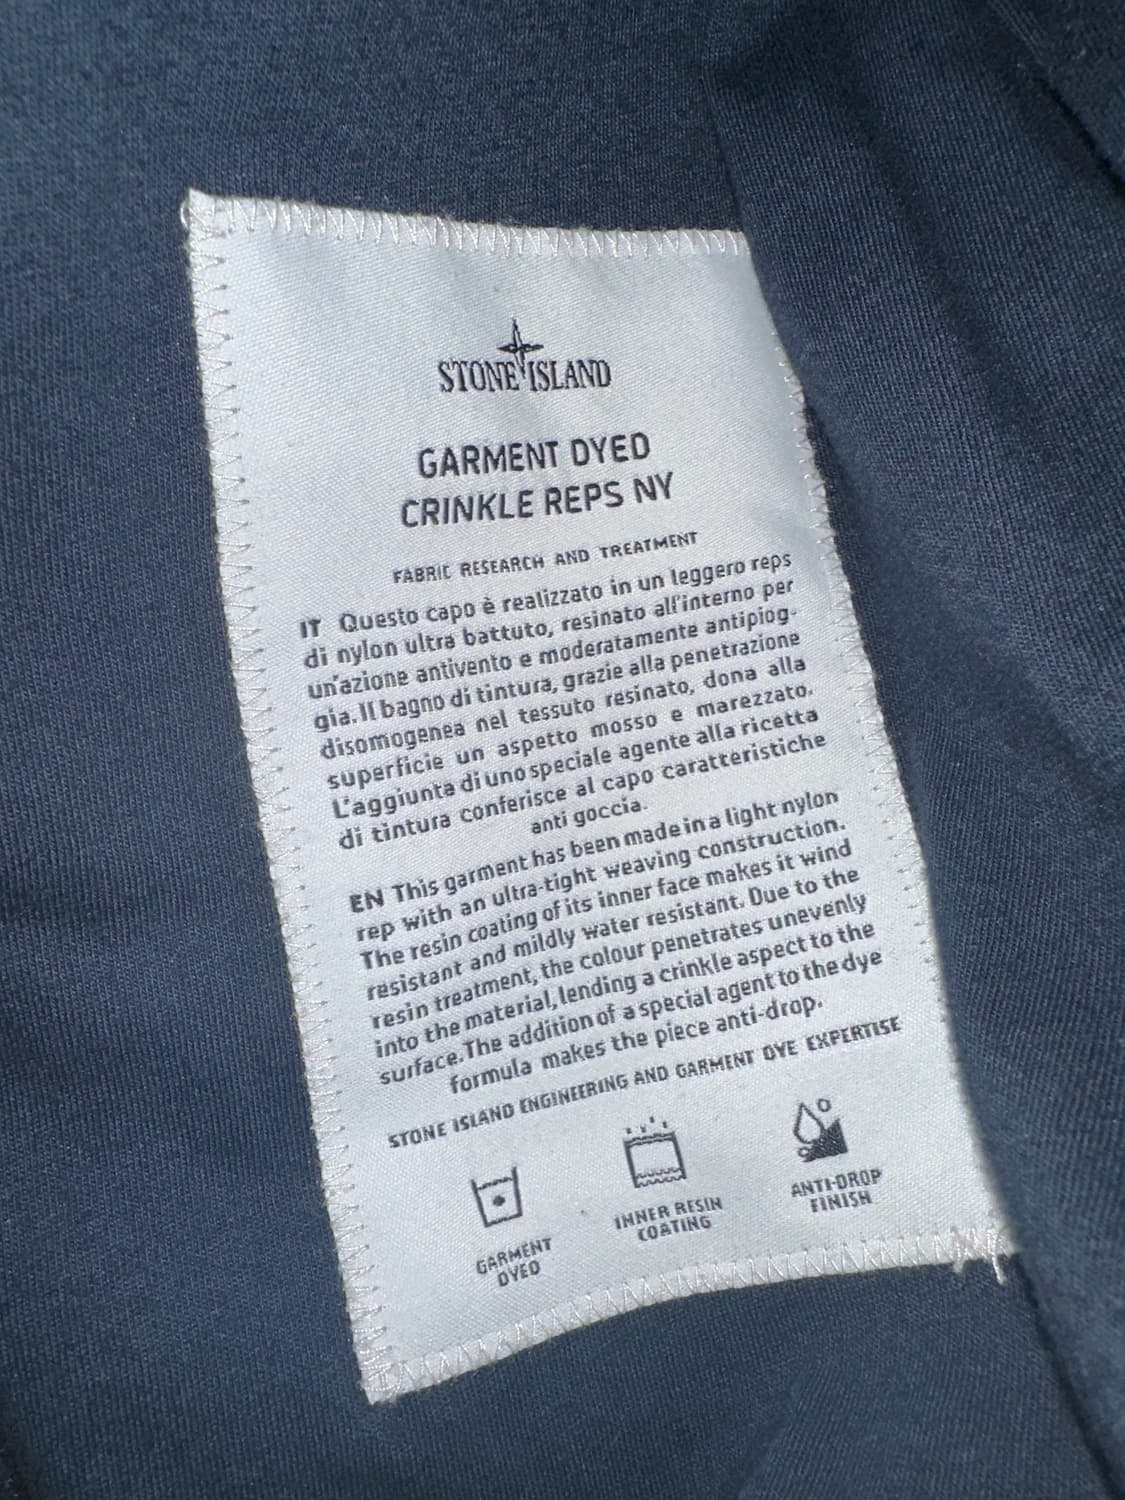 STONE ISLAND
GARMENT DYED
CRINKLE REPS NY
FABRIC RESEARCH AND TREATMENT
IT Questo capo è realizzato in un leggero reps
di nylon ultra battuto, resinato all'interno per
un'azione antivento e moderatamente antipiog-
gia. Il bagno di tintura, grazie alla penetrazione
disomogenea nel tessuto resinato, dona alla
superficie un aspetto mosso e marezzato.
L'aggiunta di uno speciale agente alla ricetta
di tintura conferisce al capo caratteristiche
anti goccia.
EN This garment has been made in a light nylon
rep with an ultra-tight weaving construction.
The resin coating of its inner face makes it wind
resistant and mildly water resistant. Due to the
resin treatment, the colour penetrates unevenly
into the material, lending a crinkle aspect to the
surface. The addition of a special agent to the dye
formula makes the piece anti-drop.
STONE ISLAND ENGINEERING AND GARMENT DYE EXPERTISE
GARMENT DYED
INNER RESIN COATING
ANTI-DROP FINISH